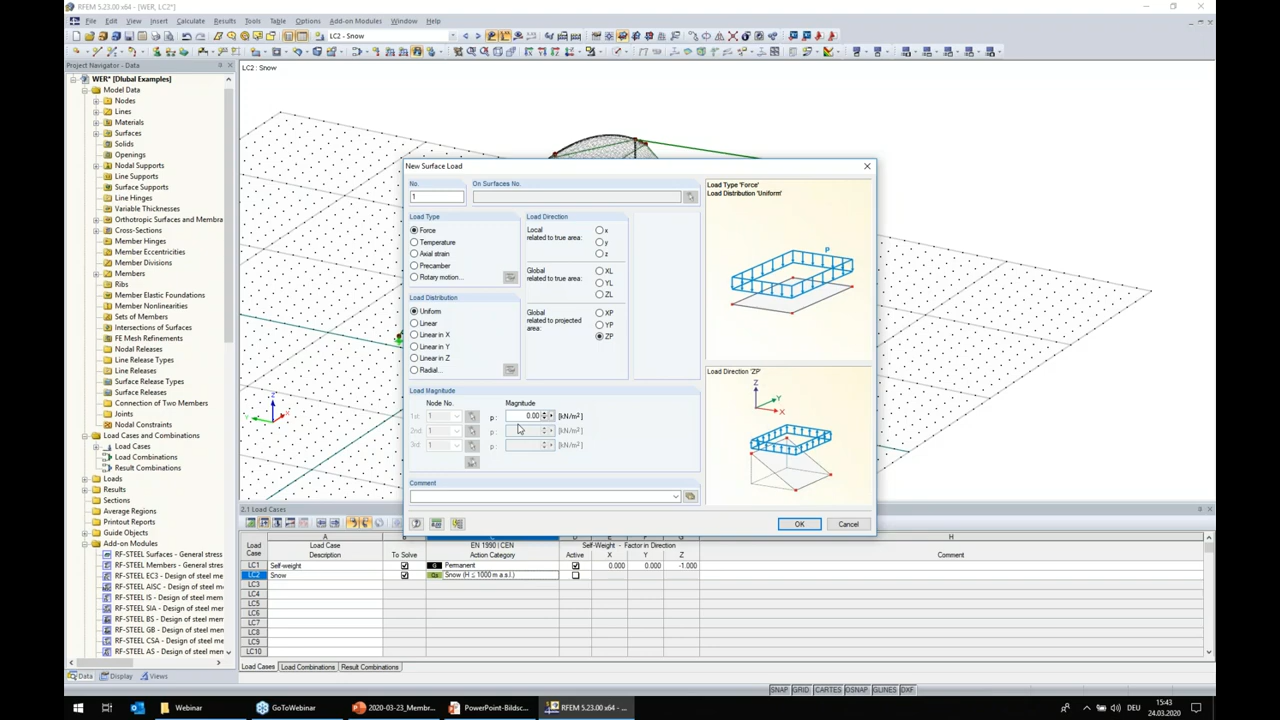 RFEM 5.23.00 x64 - [WER, LC2*]
File Edit View Insert Calculate Results Tools Table Options Add-on Modules Window Help
LC2 - Snow
Project Navigator - Data
WER* [Dlubal Examples]
Model Data
Nodes
Lines
Materials
Surfaces
Solids
Openings
Nodal Supports
Line Supports
Surface Supports
Line Hinges
Variable Thicknesses
Orthotropic Surfaces and Membra
Cross-Sections
Member Hinges
Member Eccentricities
Member Divisions
Members
Ribs
Member Elastic Foundations
Member Nonlinearities
Sets of Members
Intersections of Surfaces
FE Mesh Refinements
Nodal Releases
Line Release Types
Line Releases
Surface Release Types
Surface Releases
Connection of Two Members
Joints
Nodal Constraints
Load Cases and Combinations
Load Cases
Load Combinations
Result Combinations
Loads
Results
Sections
Average Regions
Printout Reports
Guide Objects
Add-on Modules
RF-STEEL Surfaces - General stress
RF-STEEL Members - General stress
RF-STEEL EC3 - Design of steel me
RF-STEEL AISC - Design of steel m
RF-STEEL IS - Design of steel mem
RF-STEEL SIA - Design of steel me
RF-STEEL BS - Design of steel mem
RF-STEEL GB - Design of steel mem
RF-STEEL CSA - Design of steel m
RF-STEEL AS - Design of steel mem
Data Display Views
LC2 : Snow
New Surface Load
No.
1
On Surfaces No.
Load Type
Force
Temperature
Axial strain
Precamber
Rotary motion...
Load Distribution
Uniform
Linear
Linear in X
Linear in Y
Linear in Z
Radial...
Load Direction
Local related to true area:
x
y
z
Global related to true area:
XL
YL
ZL
Global related to projected area:
XP
YP
ZP
Load Magnitude
Node No. Magnitude
1st: 1 p : 0.00 [kN/m²]
2nd: 1 p : [kN/m²]
3rd: 1 p : [kN/m²]
Comment
Load Type 'Force'
Load Distribution 'Uniform'
P
Load Direction 'ZP'
Z
Y
X
OK Cancel
2.1 Load Cases
A B C D E F G H
Load Case
Load Case Description
To Solve
EN 1990 | CEN Action Category
Self-Weight - Factor in Direction
Active X Y Z
Comment
LC1 Self-weight G Permanent 0.000 0.000 -1.000
LC2 Snow Qs Snow (H ≤ 1000 m a.s.l.)
LC3
LC4
LC5
LC6
LC7
LC8
LC9
LC10
Load Cases Load Combinations Result Combinations
SNAP GRID CARTES OSNAP GLINES DXF
Webinar GoToWebinar 2020-03-23_Membr... PowerPoint-Bildsc... RFEM 5.23.00 x64 - ...
DE
15:43
24.03.2020